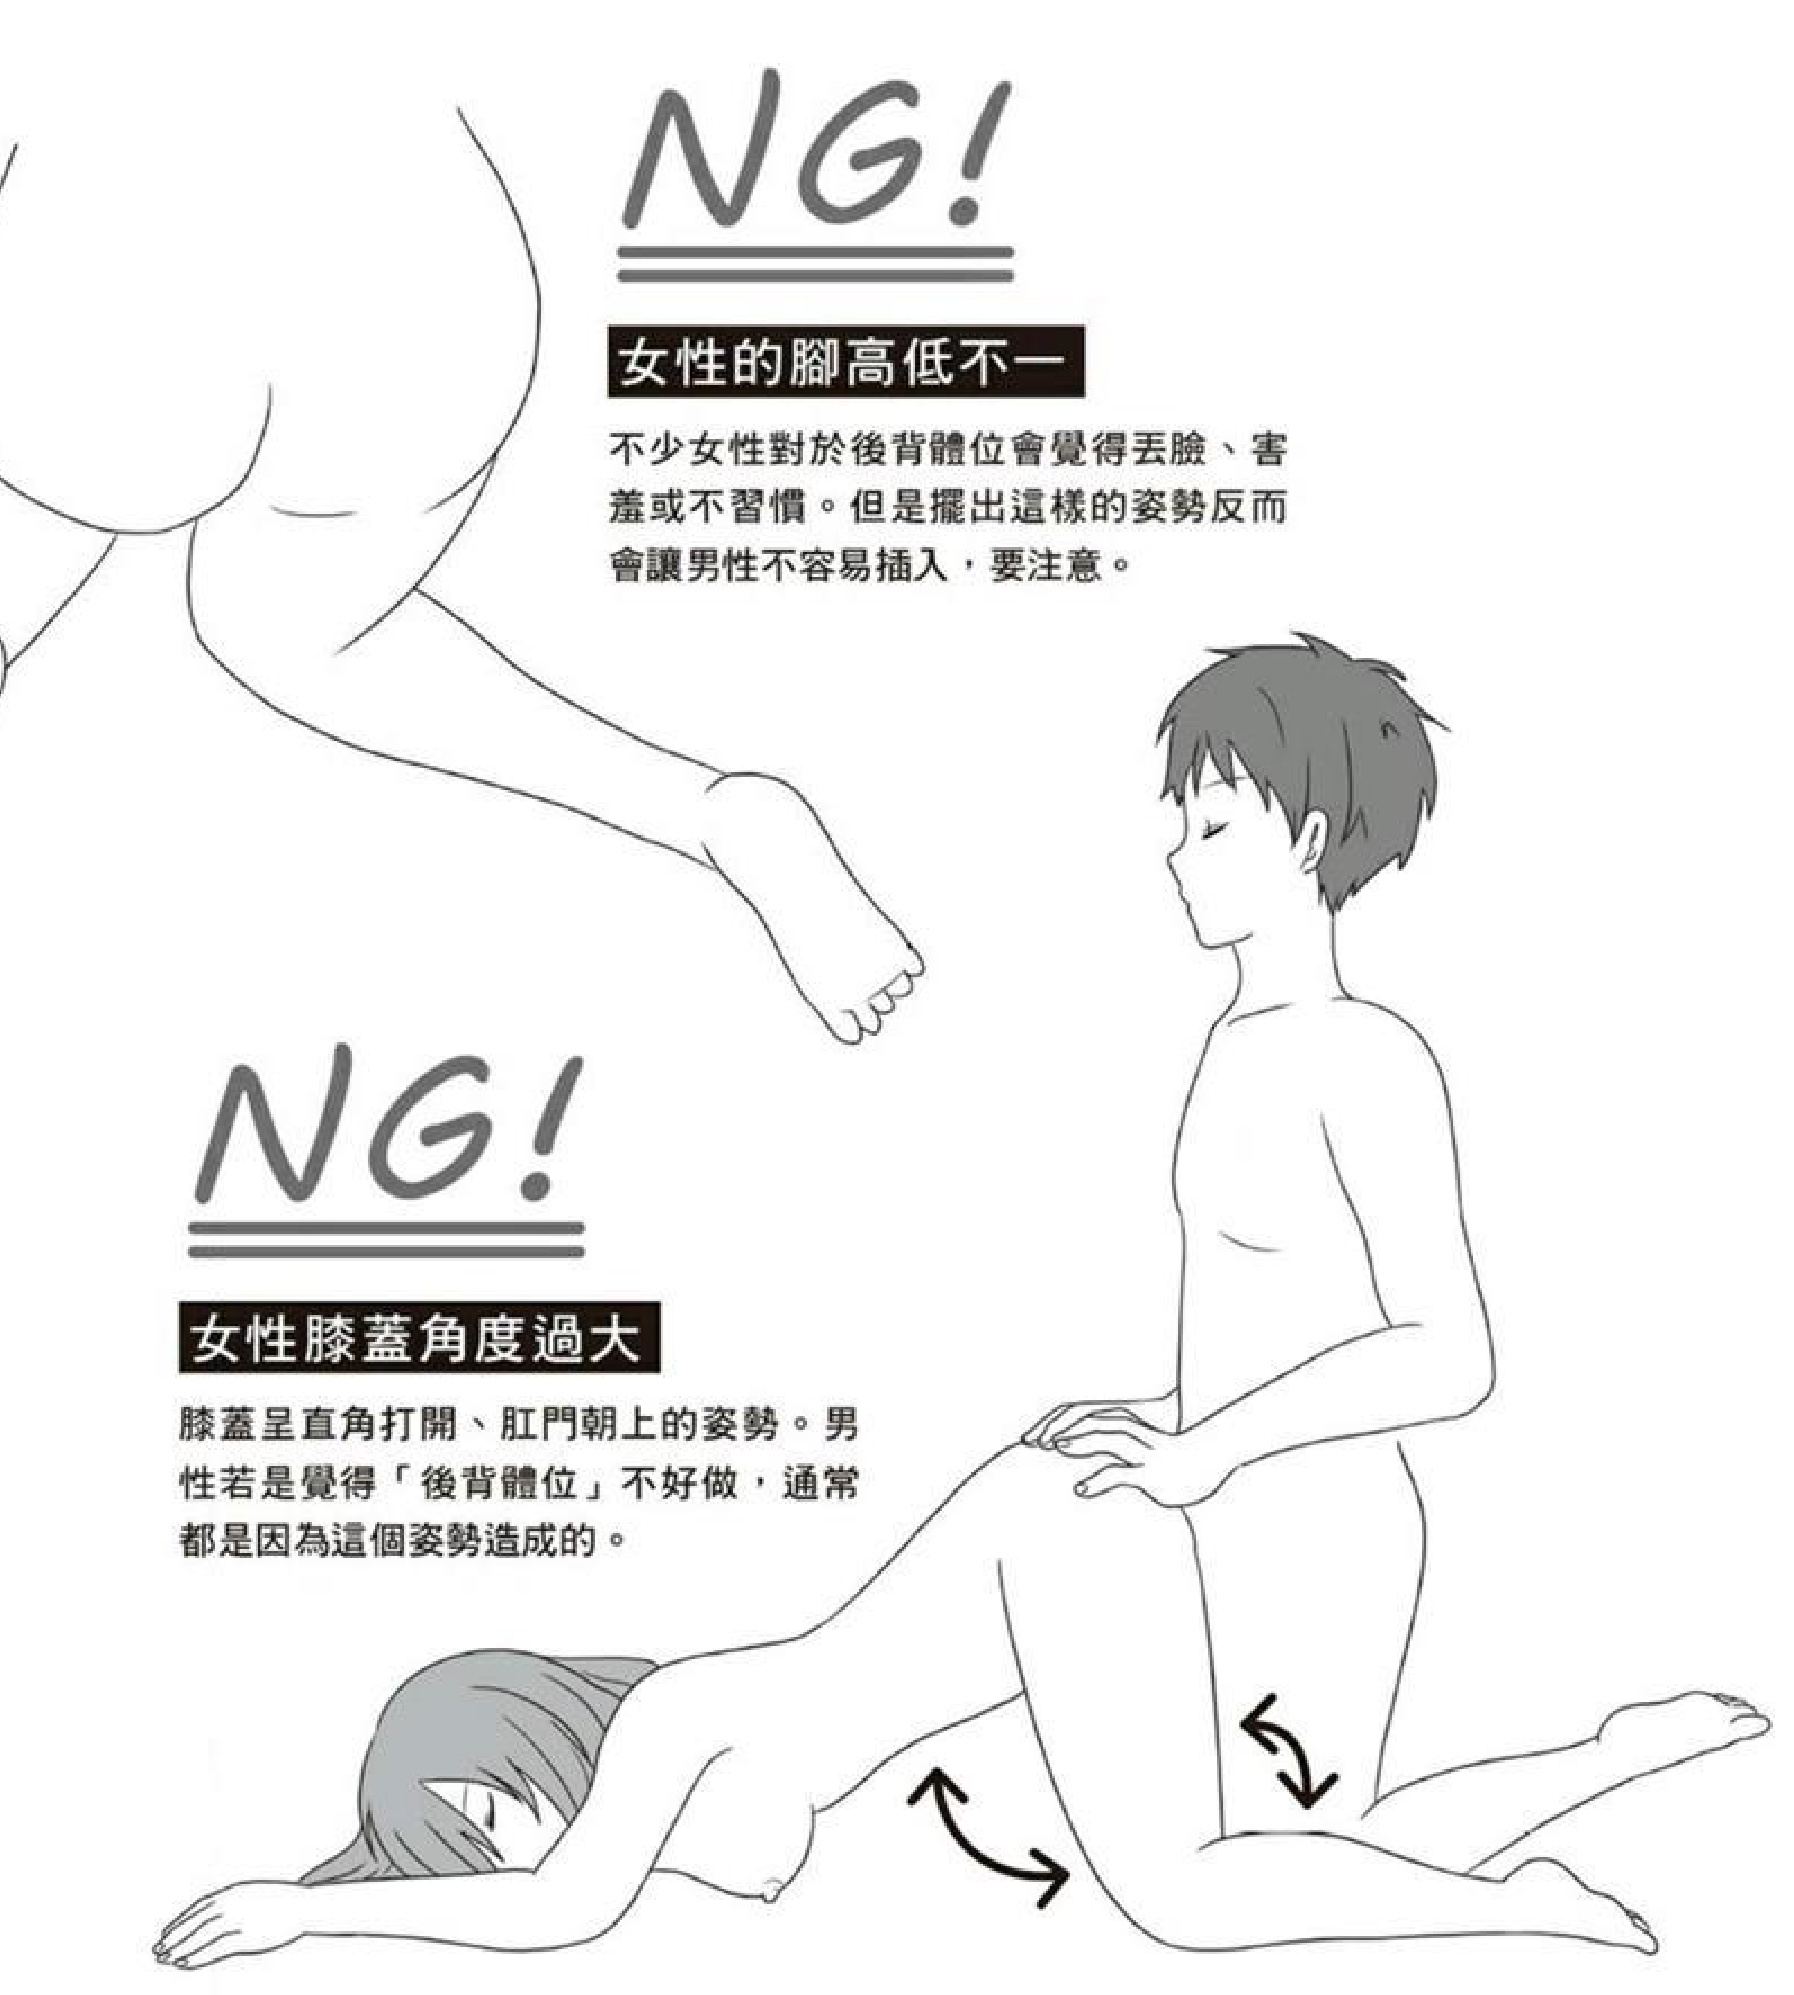 NG!
女性的腳高低不一
不少女性對於後背體位會覺得丟臉、害
羞或不習慣。但是擺出這樣的姿勢反而
會讓男性不容易插入，要注意。
NG!
女性膝蓋角度過大
膝蓋呈直角打開、肛門朝上的姿勢。男
性若是覺得「後背體位」不好做，通常
都是因為這個姿勢造成的。